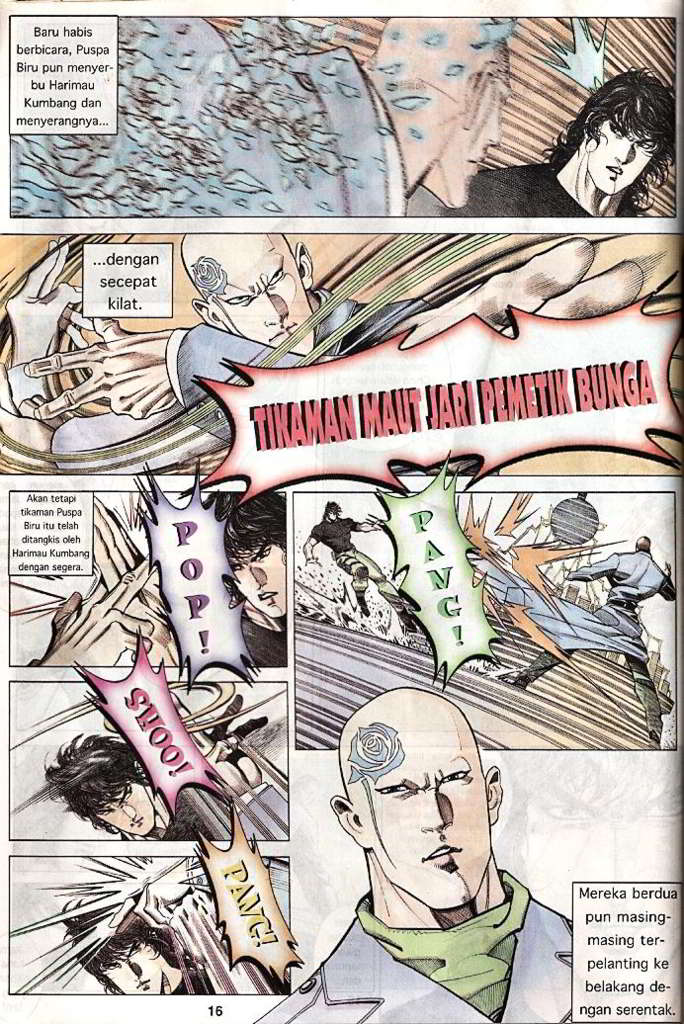 Baru habis
berbicara, Puspa
Biru pun menyer-
bu Harimau
Kumbang dan
menyerangnya...
...dengan
secepat
kilat.
TIKAMAN MAUT JARI PEMETIK BUNGA
Akan tetapi
tikaman Puspa
Biru itu telah
ditangkis oleh
Harimau Kumbang
dengan segera.
POP!
PANG!
SHOO!
PANG!
Mereka berdua
pun masing-
masing ter-
pelanting ke
belakang de-
ngan serentak.
16